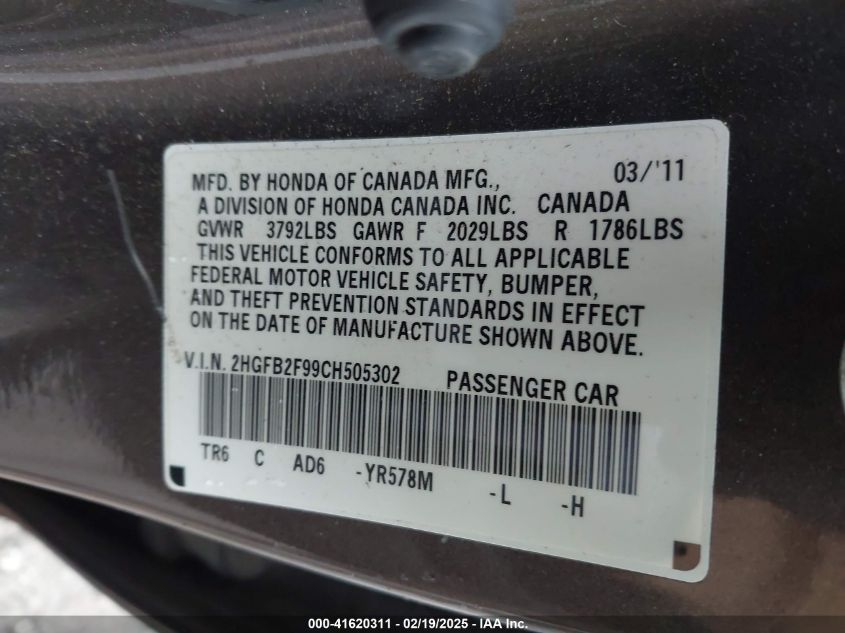 MFD. BY HONDA OF CANADA MFG., 03/'11
A DIVISION OF HONDA CANADA INC. CANADA
GVWR 3792LBS GAWR F 2029LBS R 1786LBS
THIS VEHICLE CONFORMS TO ALL APPLICABLE
FEDERAL MOTOR VEHICLE SAFETY, BUMPER,
AND THEFT PREVENTION STANDARDS IN EFFECT
ON THE DATE OF MANUFACTURE SHOWN ABOVE.
V.I.N. 2HGFB2F99CH505302 PASSENGER CAR
TR6 C AD6 -YR578M -L -H
000-41620311 - 02/19/2025 - IAA Inc.